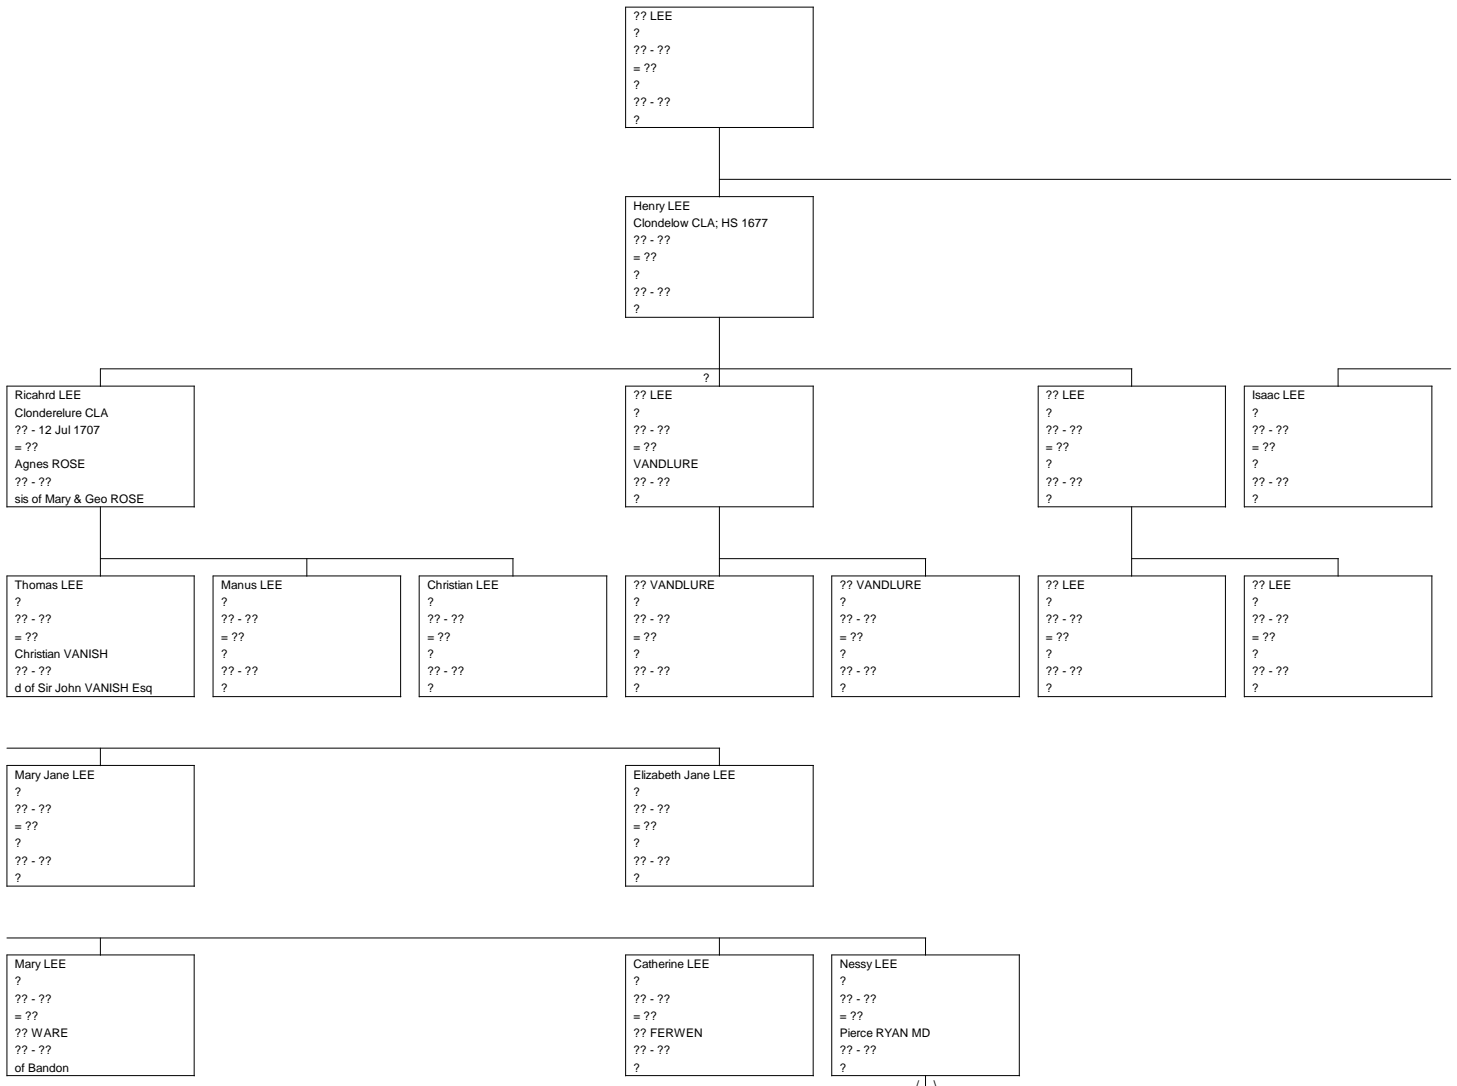 ?? LEE
?
?? - ??
= ??
?
?? - ??
?
Henry LEE
Clondelow CLA; HS 1677
?? - ??
= ??
?
?? - ??
?
Ricahrd LEE
Clonderelure CLA
?? - 12 Jul 1707
= ??
Agnes ROSE
?? - ??
sis of Mary & Geo ROSE
?
?? LEE
?
?? - ??
= ??
VANDLURE
?? - ??
?
?? LEE
?
?? - ??
= ??
?
?? - ??
?
Isaac LEE
?
?? - ??
= ??
?
?? - ??
?
Thomas LEE
?
?? - ??
= ??
Christian VANISH
?? - ??
d of Sir John VANISH Esq
Manus LEE
?
?? - ??
= ??
?
?? - ??
?
Christian LEE
?
?? - ??
= ??
?
?? - ??
?
?? VANDLURE
?
?? - ??
= ??
?
?? - ??
?
?? VANDLURE
?
?? - ??
= ??
?
?? - ??
?
?? LEE
?
?? - ??
= ??
?
?? - ??
?
?? LEE
?
?? - ??
= ??
?
?? - ??
?
Mary Jane LEE
?
?? - ??
= ??
?
?? - ??
?
Elizabeth Jane LEE
?
?? - ??
= ??
?
?? - ??
?
Mary LEE
?
?? - ??
= ??
?? WARE
?? - ??
of Bandon
Catherine LEE
?
?? - ??
= ??
?? FERWEN
?? - ??
?
Nessy LEE
?
?? - ??
= ??
Pierce RYAN MD
?? - ??
?